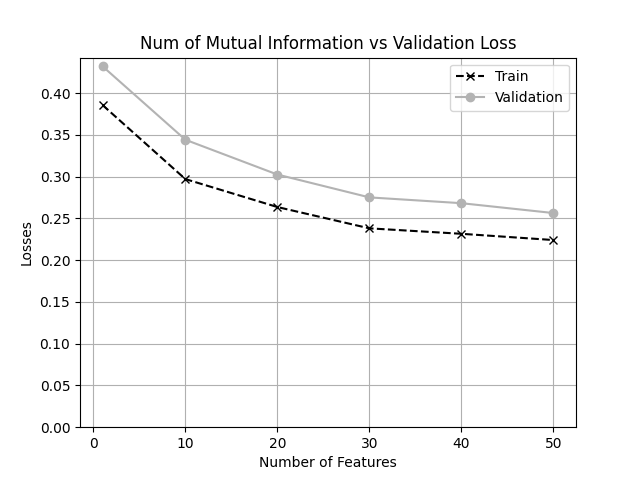 Num of Mutual Information vs Validation Loss
Train
Validation
0.40
0.35
0.30
0.25
0.20
0.15
0.10
0.05
0.00
Losses
0 10 20 30 40 50
Number of Features